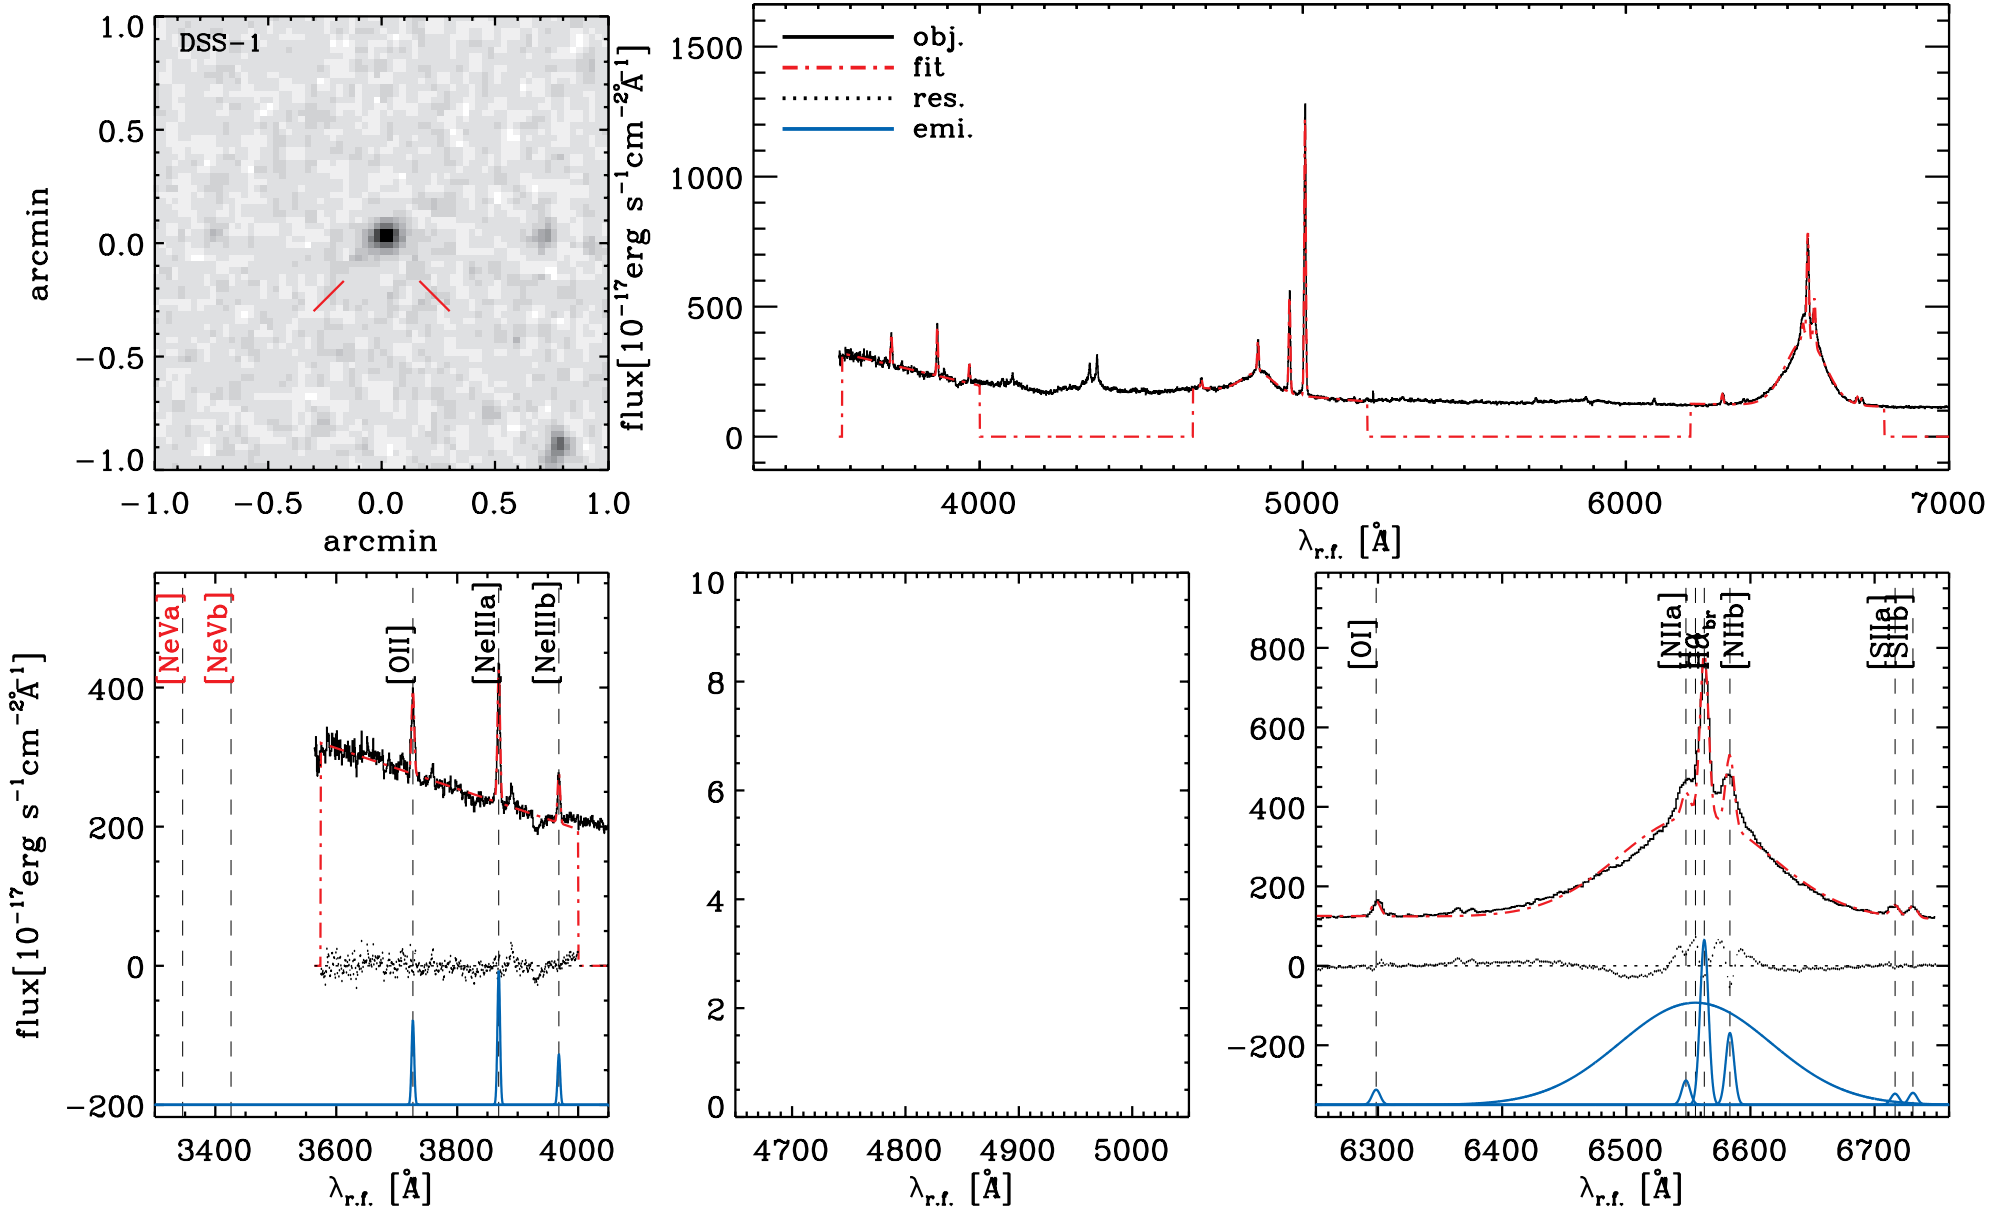 DSS-1
1.0
0.5
0.0
-0.5
-1.0
arcmin
-1.0 -0.5 0.0 0.5 1.0
arcmin
flux[10⁻¹⁷erg s⁻¹cm⁻²Å⁻¹]
1500
1000
500
0
obj.
fit
res.
emi.
4000 5000 6000 7000
λr.f. [Å]
[NeVa]
[NeVb]
[OII]
[NeIIIa]
[NeIIIb]
flux[10⁻¹⁷erg s⁻¹cm⁻²Å⁻¹]
400
200
0
-200
3400 3600 3800 4000
λr.f. [Å]
10
8
6
4
2
0
4700 4800 4900 5000
λr.f. [Å]
[OI]
[NIIa]
Hα
Hαbr
[NIIb]
[SIIa]
[SIIb]
800
600
400
200
0
-200
6300 6400 6500 6600 6700
λr.f. [Å]